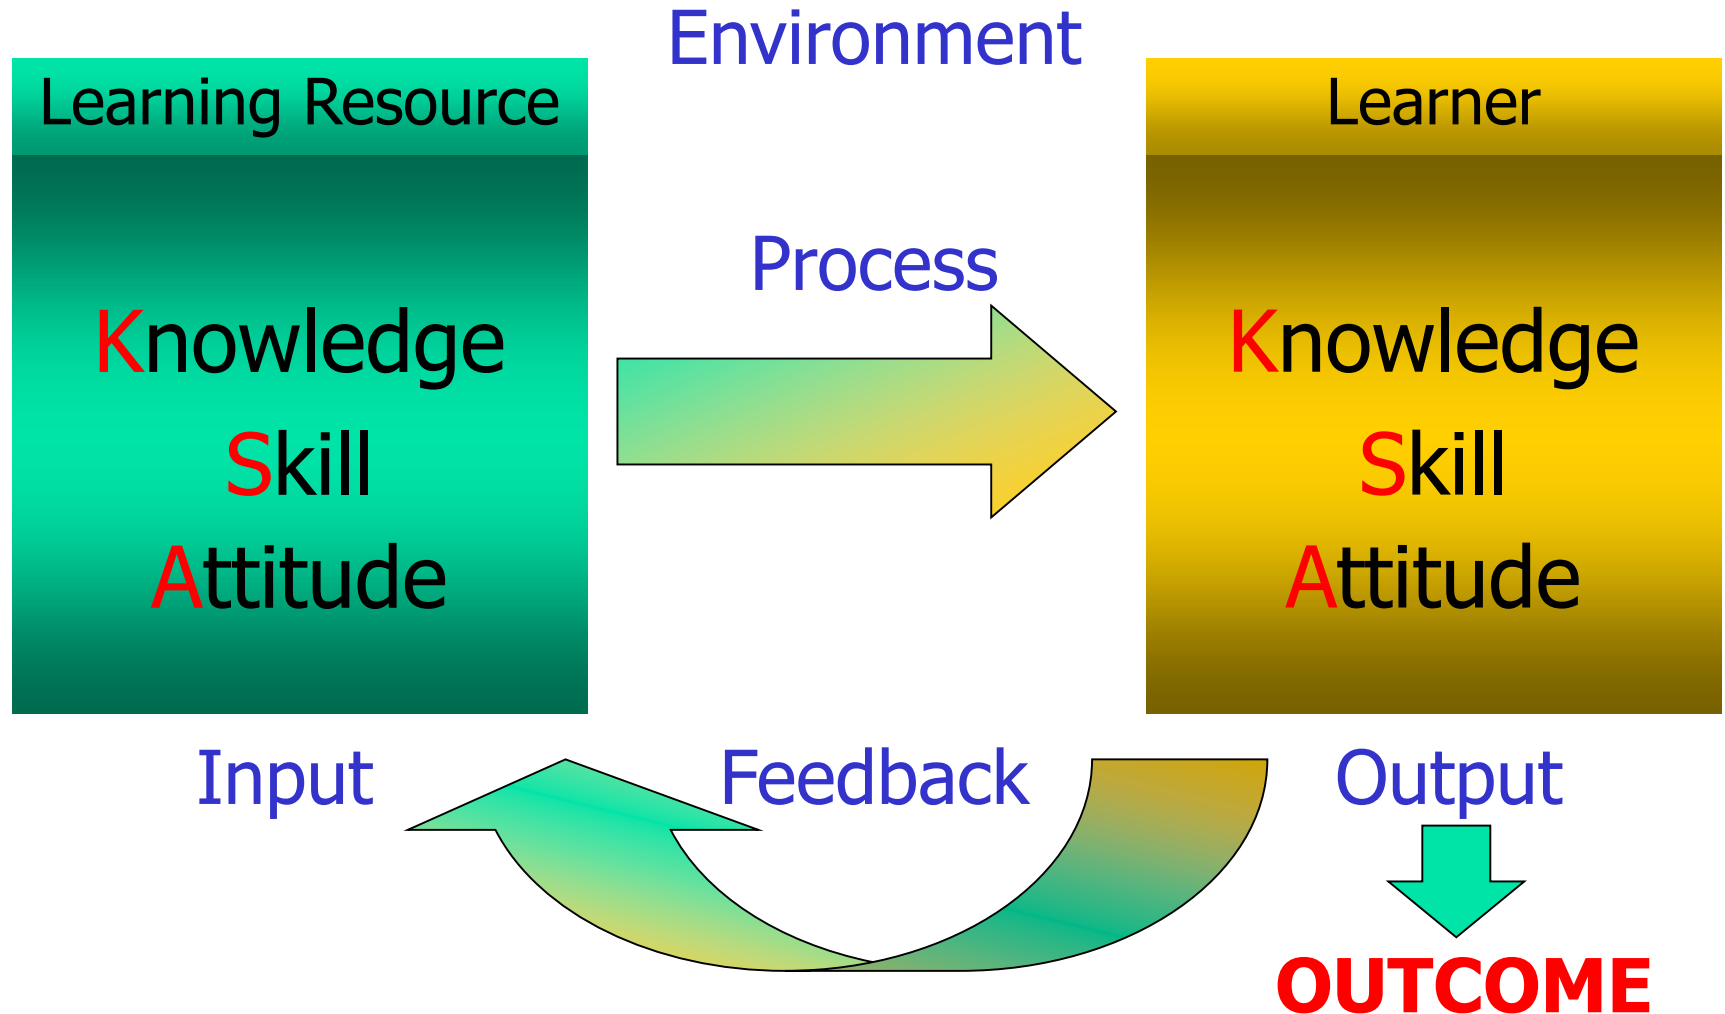 Environment
Learning Resource
Learner
Process
Knowledge
Skill
Attitude
Knowledge
Skill
Attitude
Input
Feedback
Output
OUTCOME